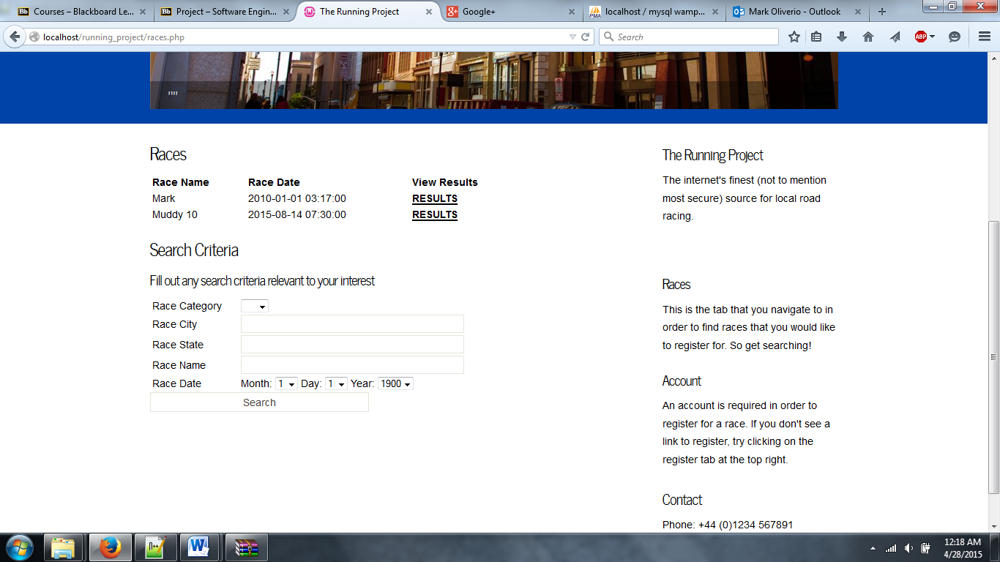 Courses – Blackboard Le...
Project – Software Engin...
The Running Project
Google+
localhost / mysql wamp...
Mark Oliverio - Outlook
localhost/running_project/races.php
Search
ABP
""
Races
Race Name Race Date View Results
Mark 2010-01-01 03:17:00 RESULTS
Muddy 10 2015-08-14 07:30:00 RESULTS
Search Criteria
Fill out any search criteria relevant to your interest
Race Category
Race City
Race State
Race Name
Race Date Month: 1 Day: 1 Year: 1900
Search
The Running Project
The internet's finest (not to mention
most secure) source for local road
racing.
Races
This is the tab that you navigate to in
order to find races that you would like
to register for. So get searching!
Account
An account is required in order to
register for a race. If you don't see a
link to register, try clicking on the
register tab at the top right.
Contact
Phone: +44 (0)1234 567891
12:18 AM
4/28/2015